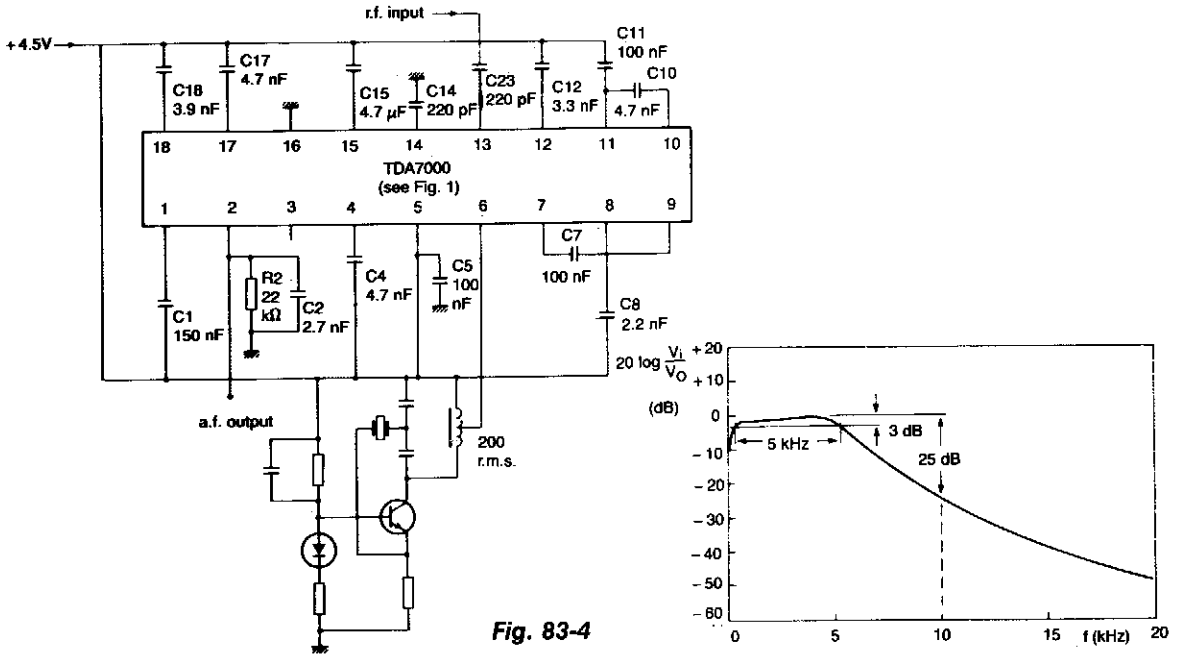 r.f. input
+ 4.5V
C18
3.9 nF
C17
4.7 nF
C15
4.7 µF
C14
220 pF
C23
220 pF
C12
3.3 nF
C11
100 nF
C10
4.7 nF
18 17 16 15 14 13 12 11 10
TDA7000
(see Fig. 1)
1 2 3 4 5 6 7 8 9
C1
150 nF
R2
22
kΩ
C2
2.7 nF
C4
4.7 nF
C5
100
nF
C7
100 nF
C8
2.2 nF
a.f. output
200
r.m.s.
Fig. 83-4
20 log Vi/VO
(dB)
+ 20
+ 10
0
- 10
- 20
- 30
- 40
- 50
- 60
5 kHz
3 dB
25 dB
0 5 10 15 f (kHz) 20